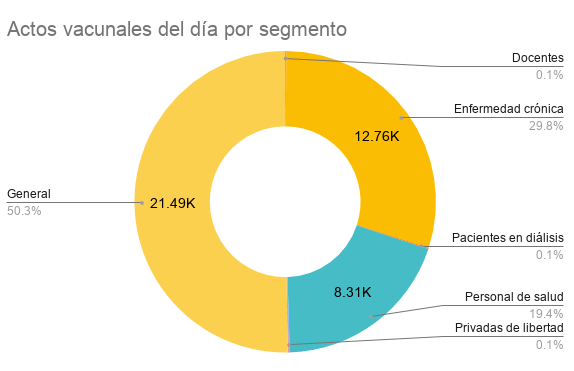 Actos vacunales del día por segmento
Docentes
0.1%
Enfermedad crónica
29.8%
12.76K
General
50.3%
21.49K
Pacientes en diálisis
0.1%
8.31K
Personal de salud
19.4%
Privadas de libertad
0.1%